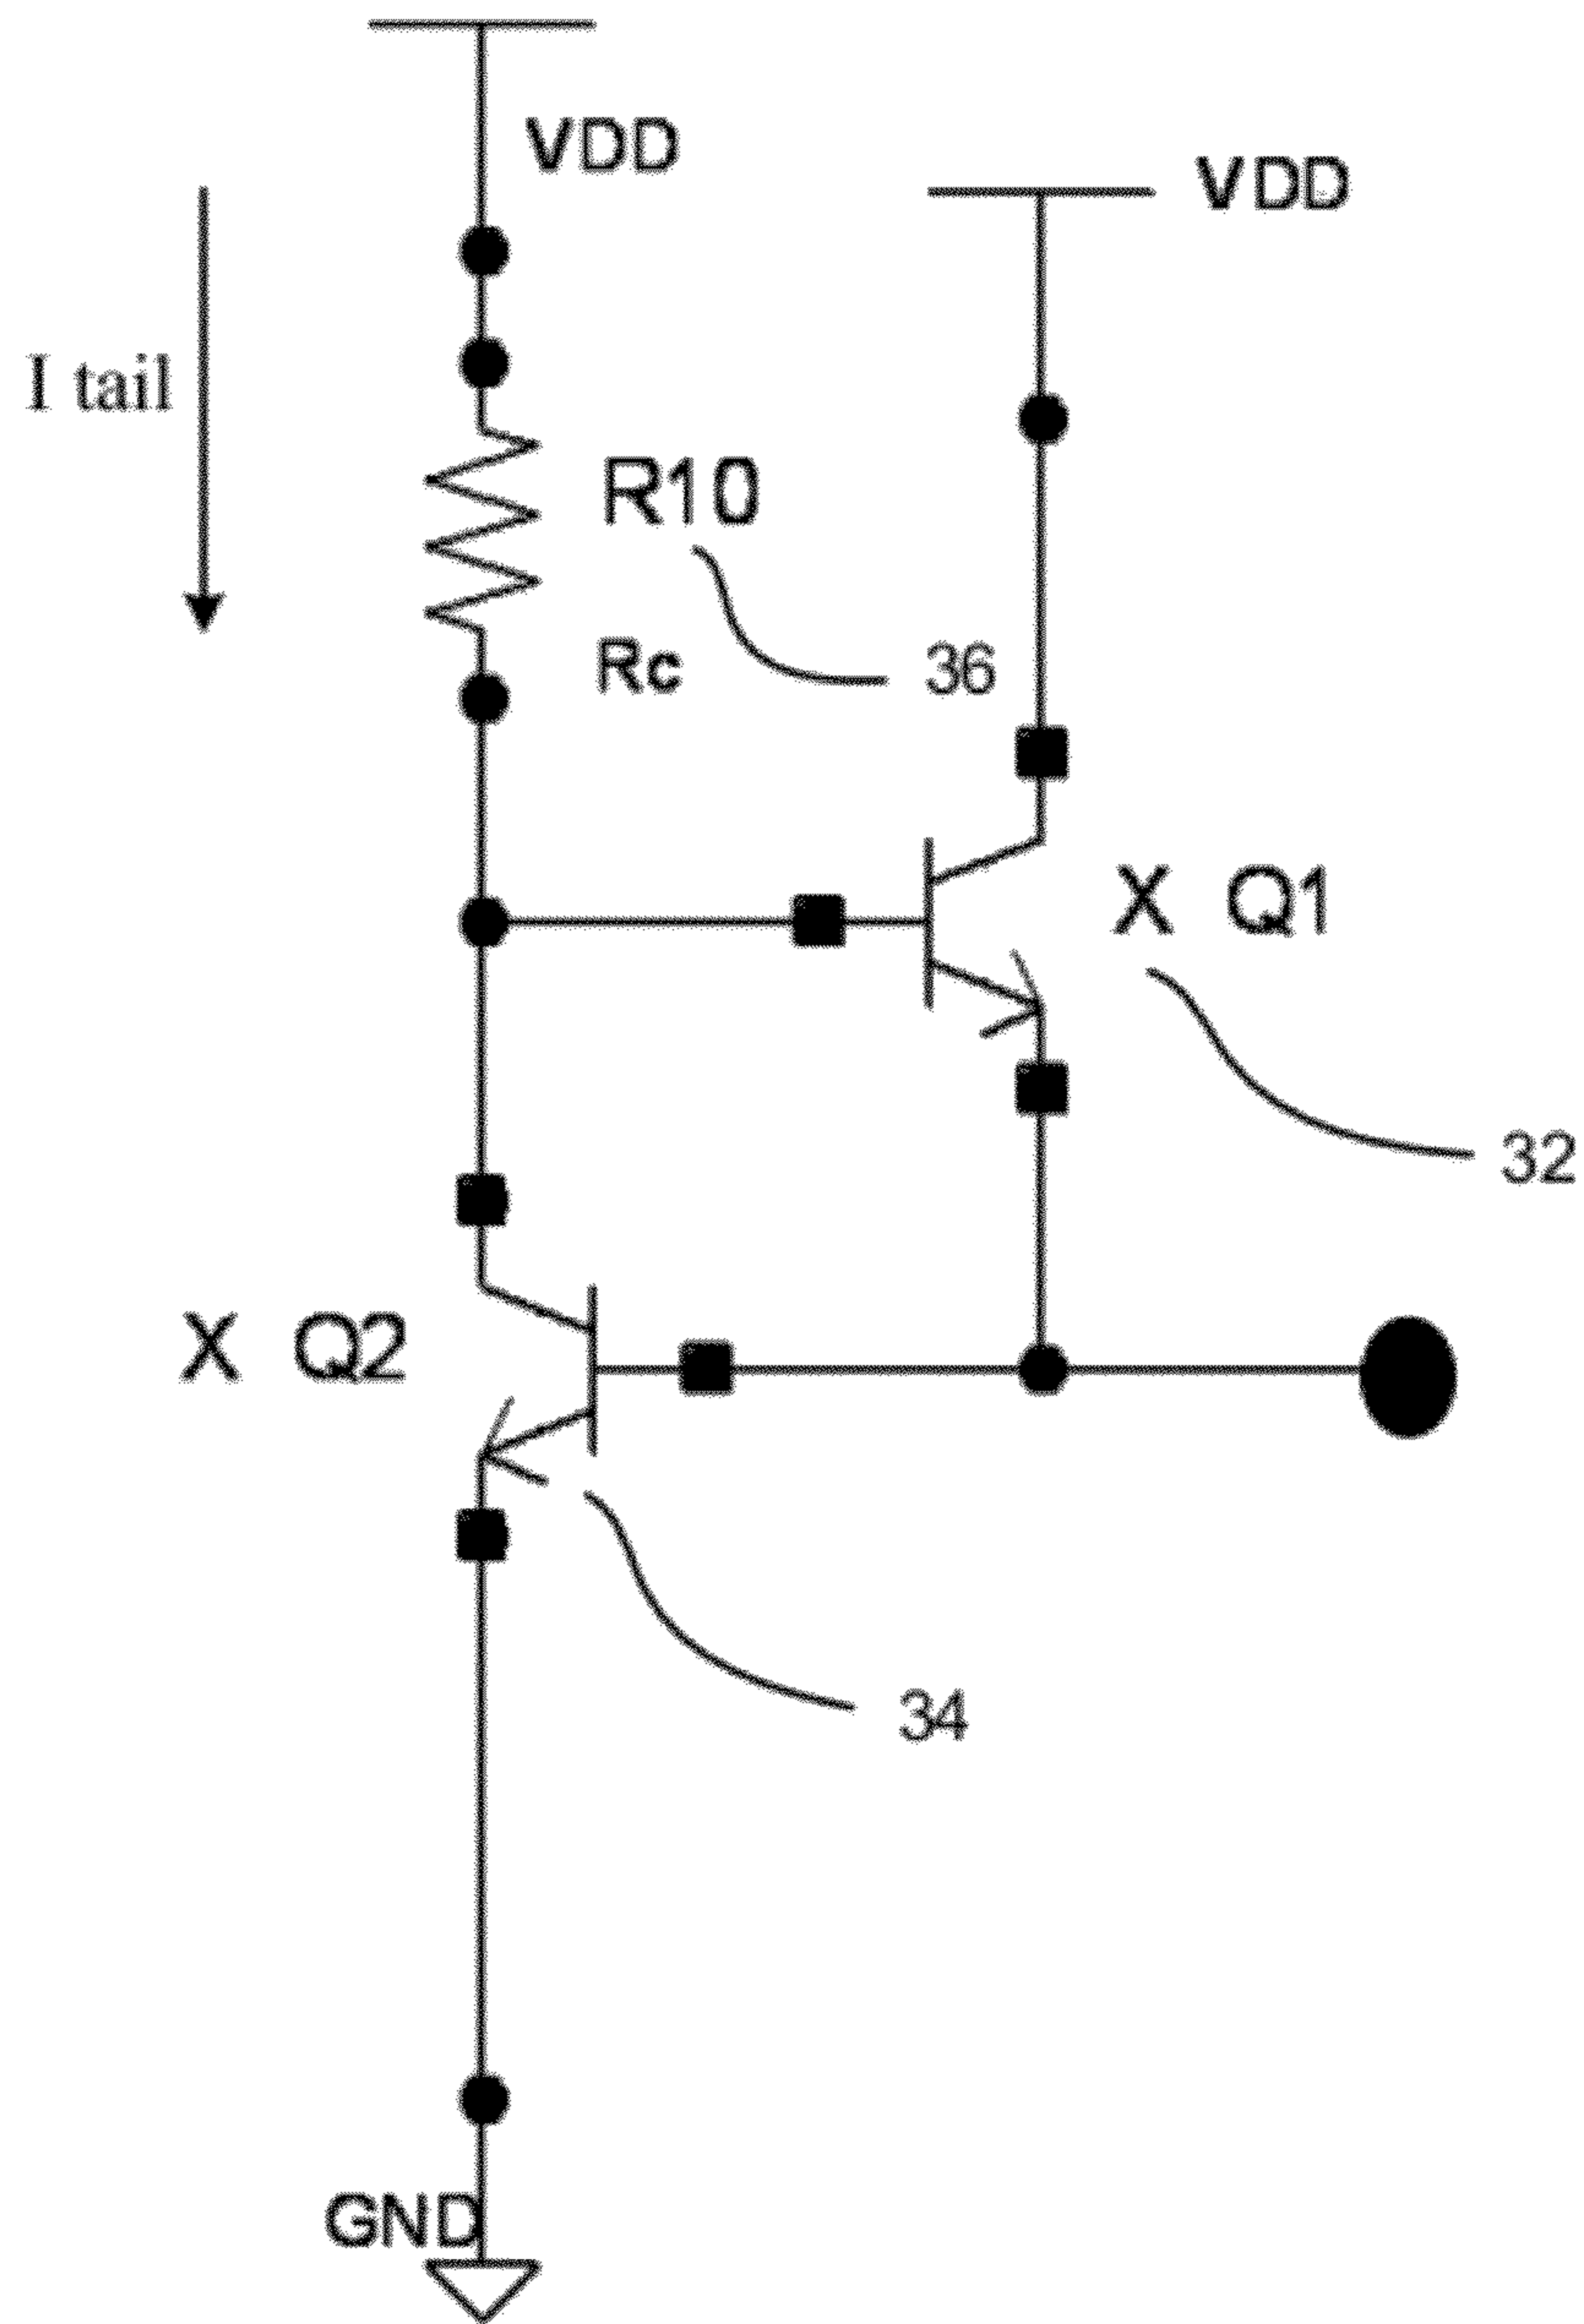 VDD
VDD
I tail
R10
Rc
36
X Q1
32
X Q2
34
GND